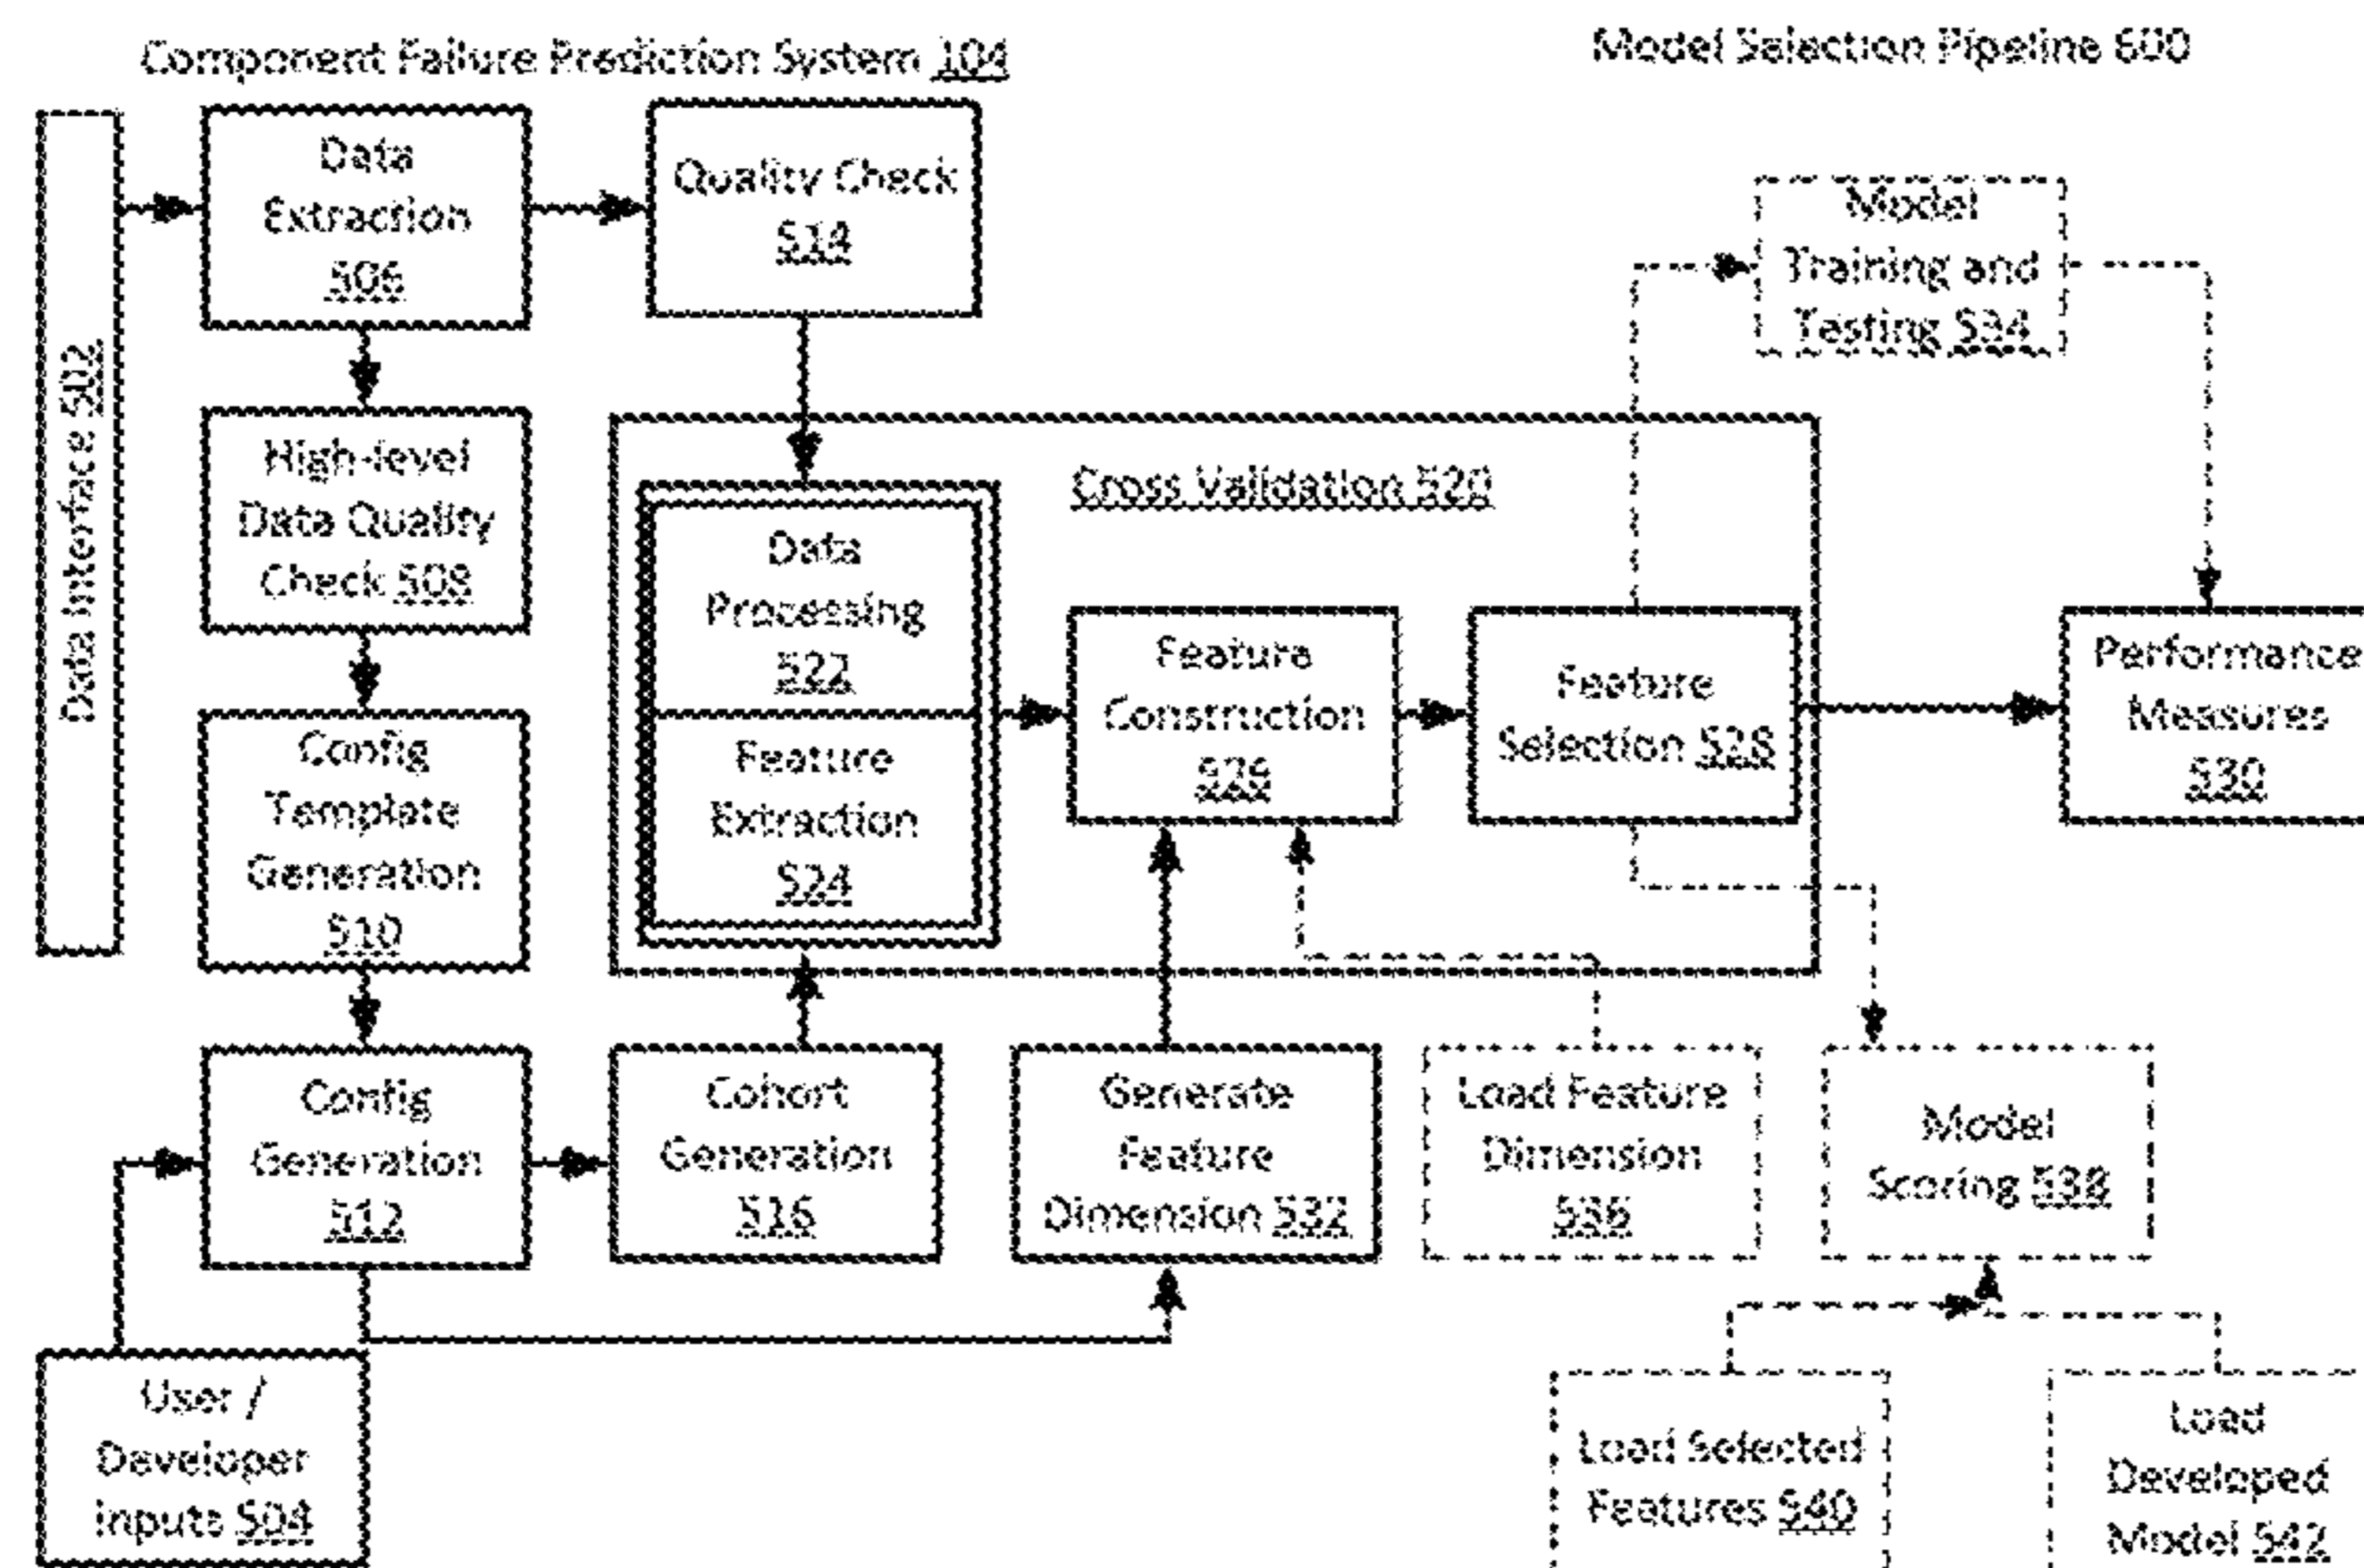 Component Failure Prediction System 104
Model Selection Pipeline 600
Data Interface 502
Data
Extraction
506
Quality Check
514
Model
Training and
Testing 534
High-level
Data Quality
Check 508
Cross Validation 520
Data
Processing
522
Feature
Extraction
524
Feature
Construction
526
Feature
Selection 528
Performance
Measures
530
Config
Template
Generation
510
Config
Generation
512
Cohort
Generation
516
Generate
Feature
Dimension 532
Load Feature
Dimension
536
Model
Scoring 538
User /
Developer
inputs 504
Load Selected
Features 540
Load
Developed
Model 542